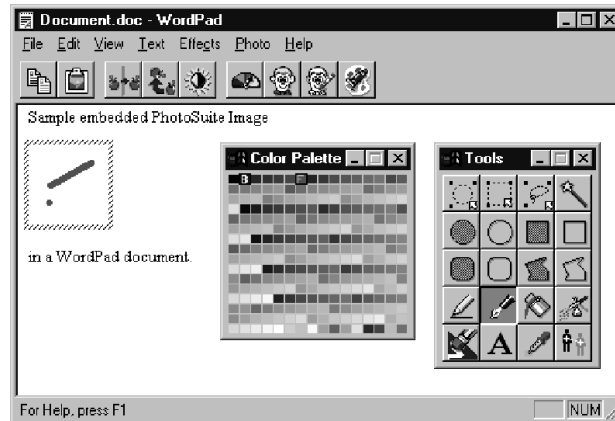 Document.doc - WordPad
File Edit View Text Effects Photo Help
Sample embedded PhotoSuite Image
Color Palette
Tools
B
F
in a WordPad document.
A
For Help, press F1
NUM